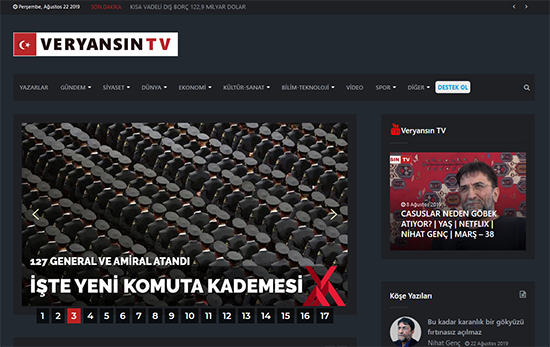 Perşembe, Ağustos 22 2019
SON DAKİKA
KISA VADELİ DIŞ BORÇ 122,9 MİLYAR DOLAR
VERYANSIN TV
YAZARLAR GÜNDEM SİYASET DÜNYA EKONOMİ KÜLTÜR-SANAT BİLİM-TEKNOLOJİ VİDEO SPOR DİĞER DESTEK OL
127 GENERAL VE AMİRAL ATANDI
İŞTE YENİ KOMUTA KADEMESİ
1 2 3 4 5 6 7 8 9 10 11 12 13 14 15 16 17
Veryansın TV
SIN TV
8 Ağustos 2019
CASUSLAR NEDEN GÖBEK
ATIYOR? | YAŞ | NETFLIX |
NİHAT GENÇ | MARŞ – 38
Köşe Yazıları
Bu kadar karanlık bir gökyüzü
fırtınasız açılmaz
Nihat Genç 22 Ağustos 2019